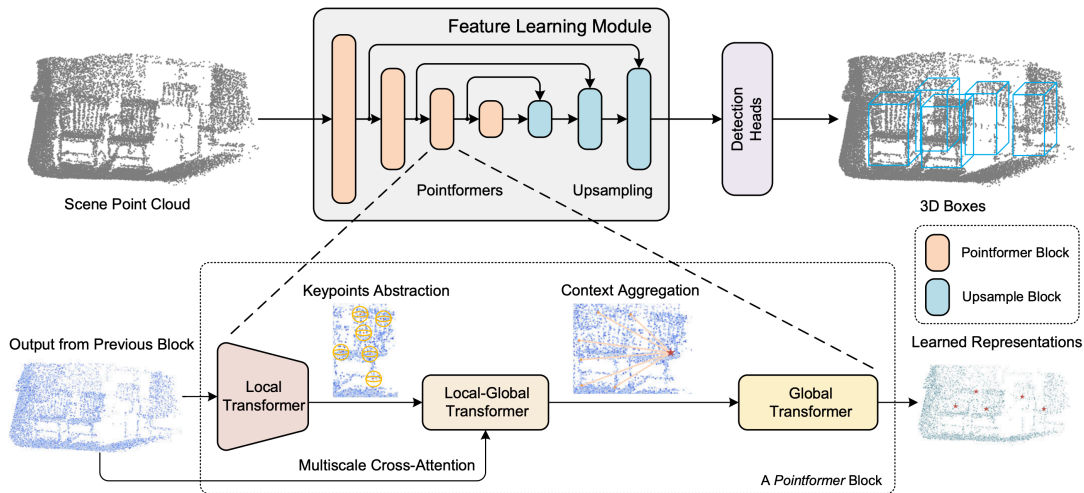 Feature Learning Module
Pointformers
Upsampling
Detection
Heads
Scene Point Cloud
3D Boxes
Pointformer Block
Upsample Block
Keypoints Abstraction
Context Aggregation
Output from Previous Block
Learned Representations
Local
Transformer
Local-Global
Transformer
Global
Transformer
Multiscale Cross-Attention
A Pointformer Block